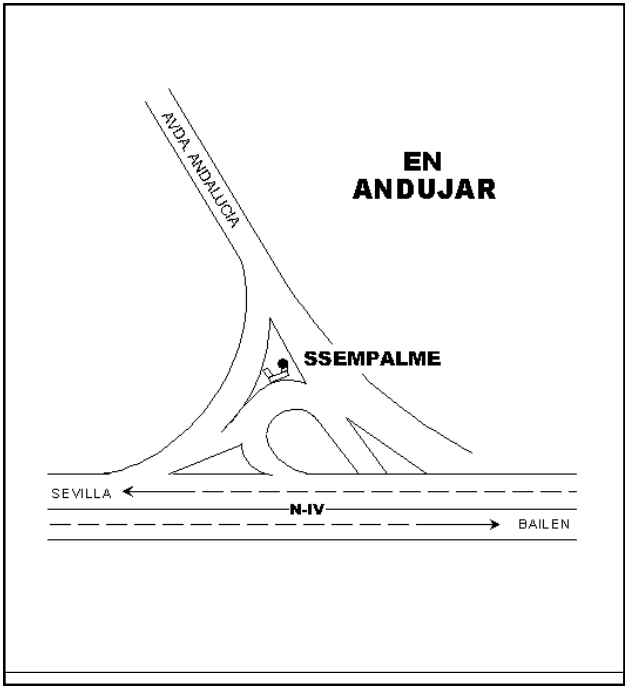 EN
ANDUJAR
AVDA. ANDALUCIA
SSEMPALME
SEVILLA
N-IV
BAILEN